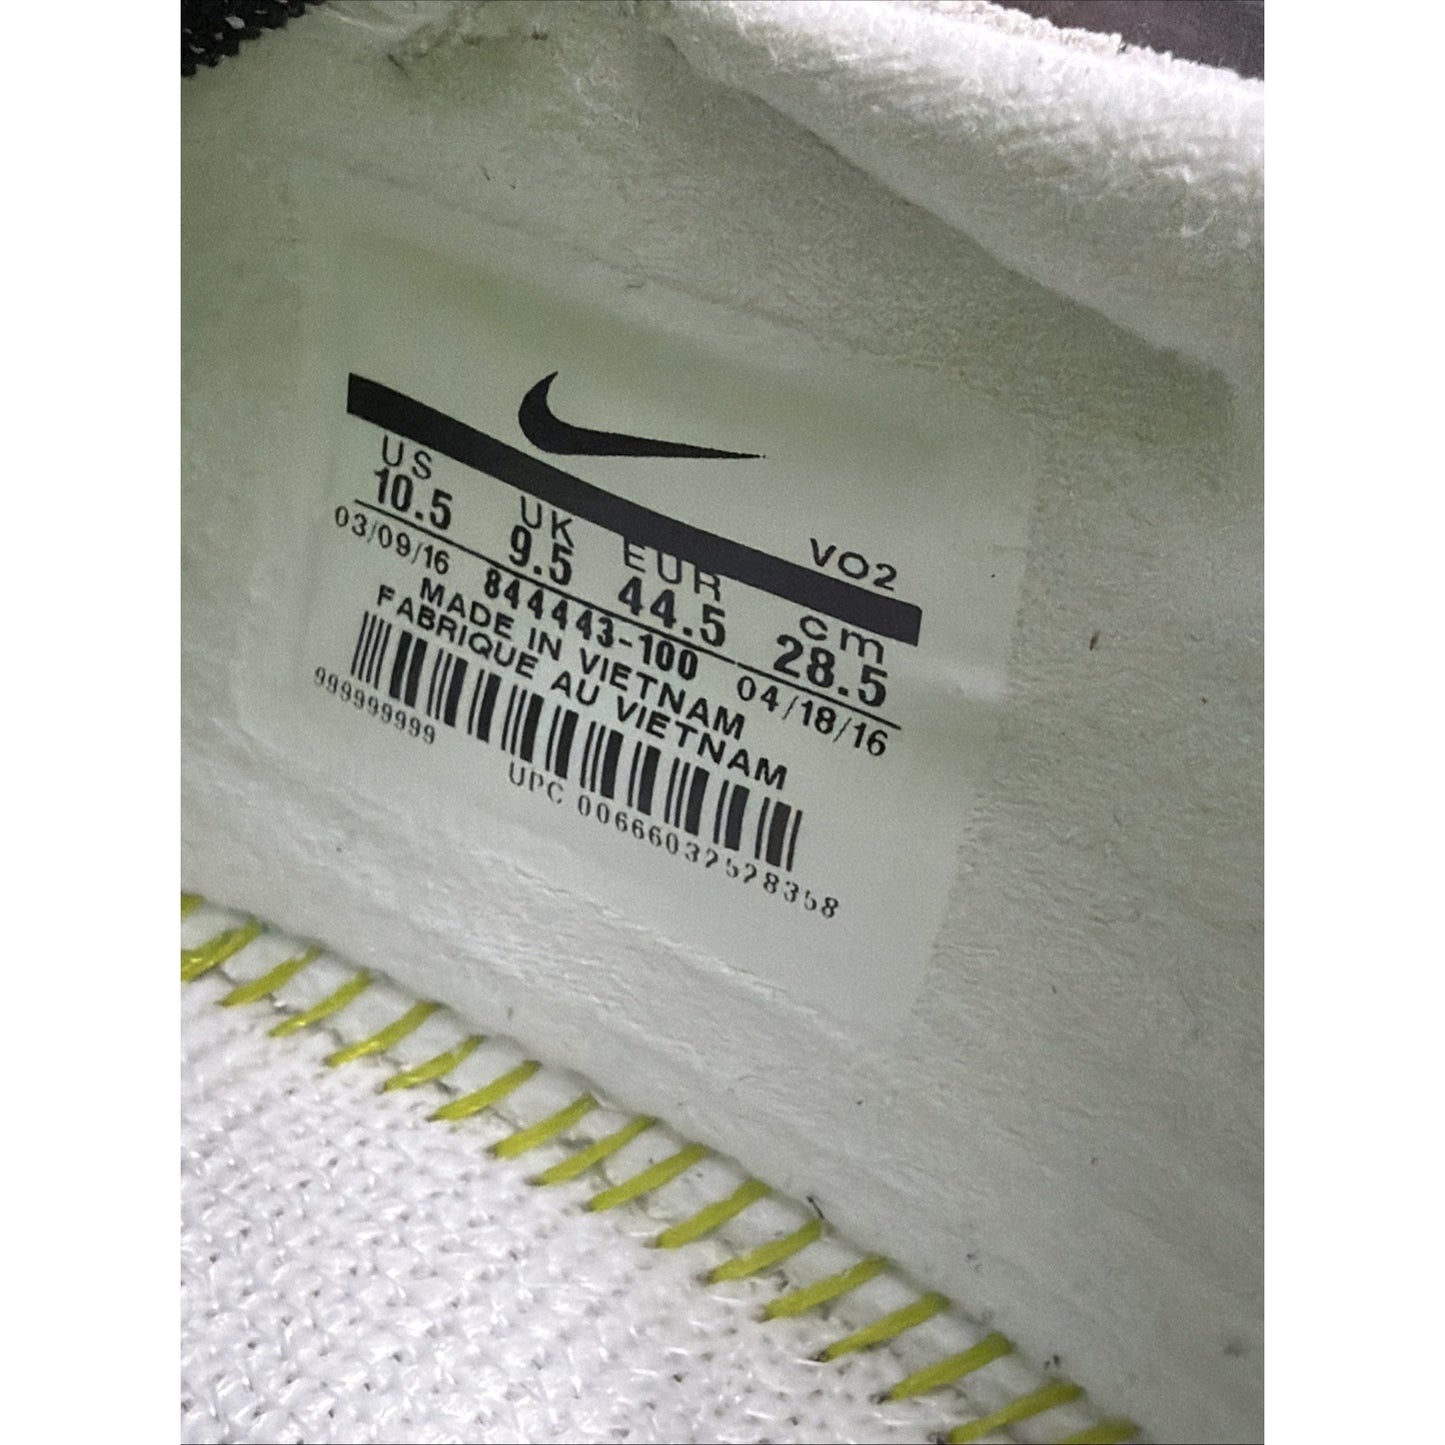 VO2
US UK EUR cm
10.5 9.5 44.5 28.5
03/09/16 844443-100 04/18/16
MADE IN VIETNAM
FABRIQUE AU VIETNAM
999999999
UPC 00666032528358